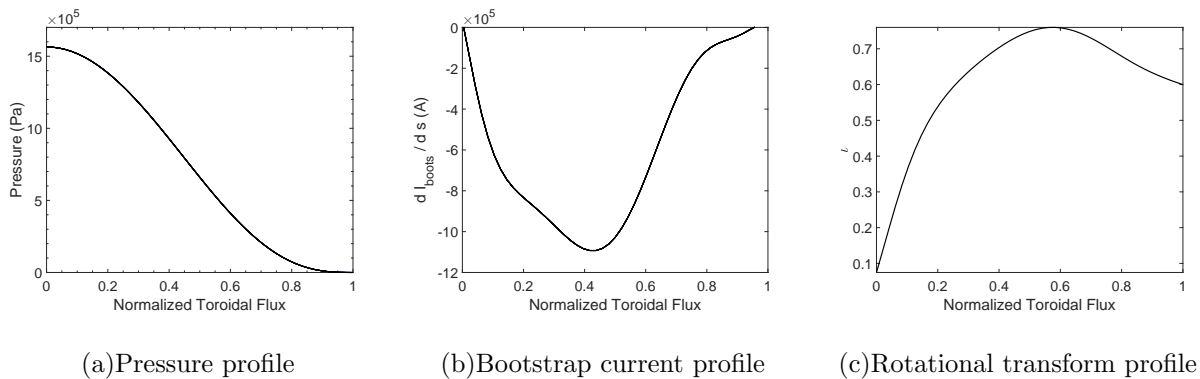 ×10⁵
15
10
5
0
Pressure (Pa)
0 0.2 0.4 0.6 0.8 1
Normalized Toroidal Flux
(a)Pressure profile
×10⁵
0
-2
-4
-6
-8
-10
-12
d I_boots / d s (A)
0 0.2 0.4 0.6 0.8 1
Normalized Toroidal Flux
(b)Bootstrap current profile
0.7
0.6
0.5
0.4
0.3
0.2
0.1
ι
0 0.2 0.4 0.6 0.8 1
Normalized Toroidal Flux
(c)Rotational transform profile